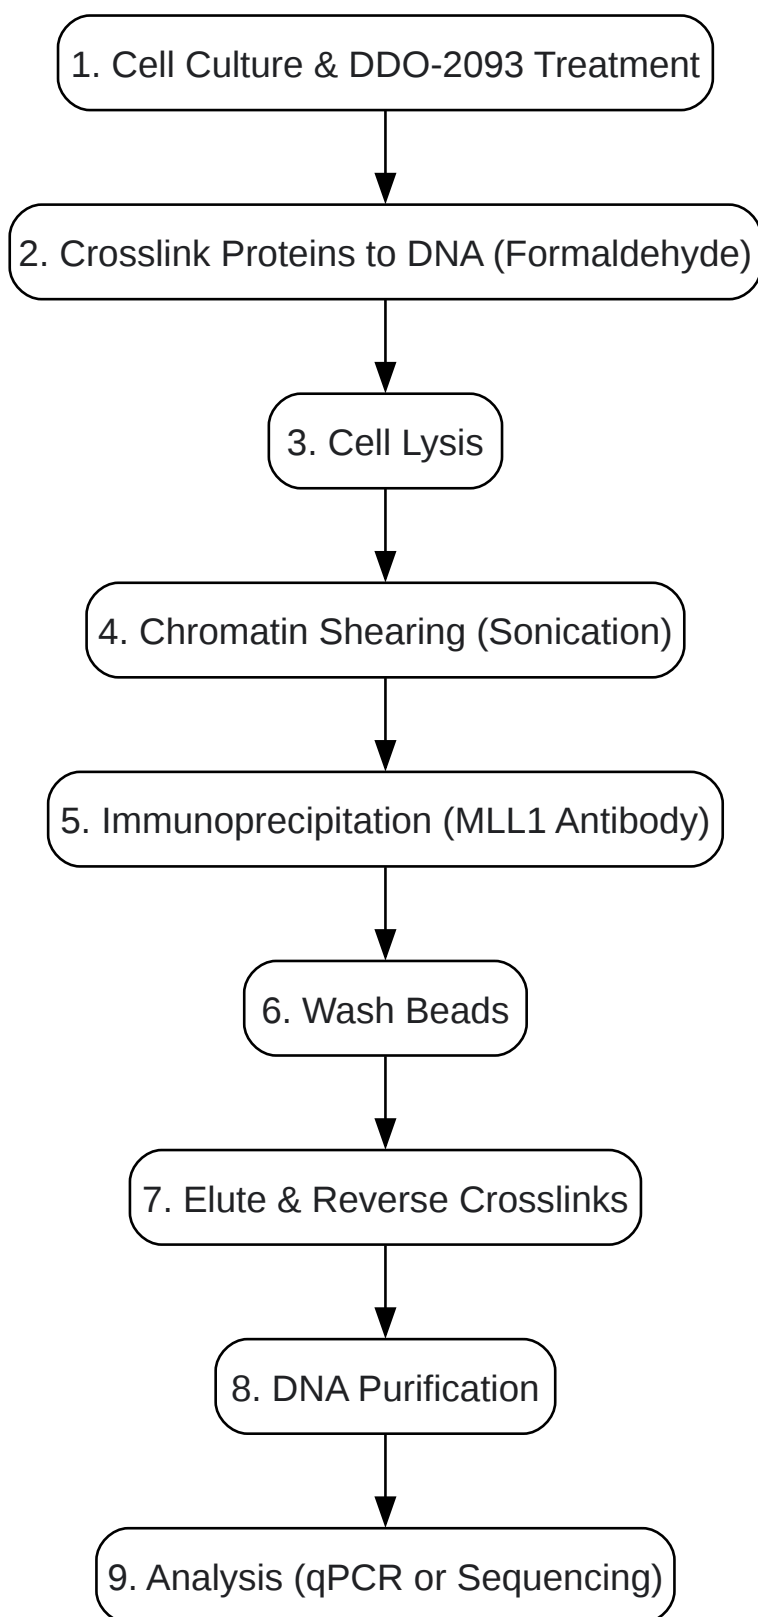 1. Cell Culture & DDO-2093 Treatment
2. Crosslink Proteins to DNA (Formaldehyde)
3. Cell Lysis
4. Chromatin Shearing (Sonication)
5. Immunoprecipitation (MLL1 Antibody)
6. Wash Beads
7. Elute & Reverse Crosslinks
8. DNA Purification
9. Analysis (qPCR or Sequencing)